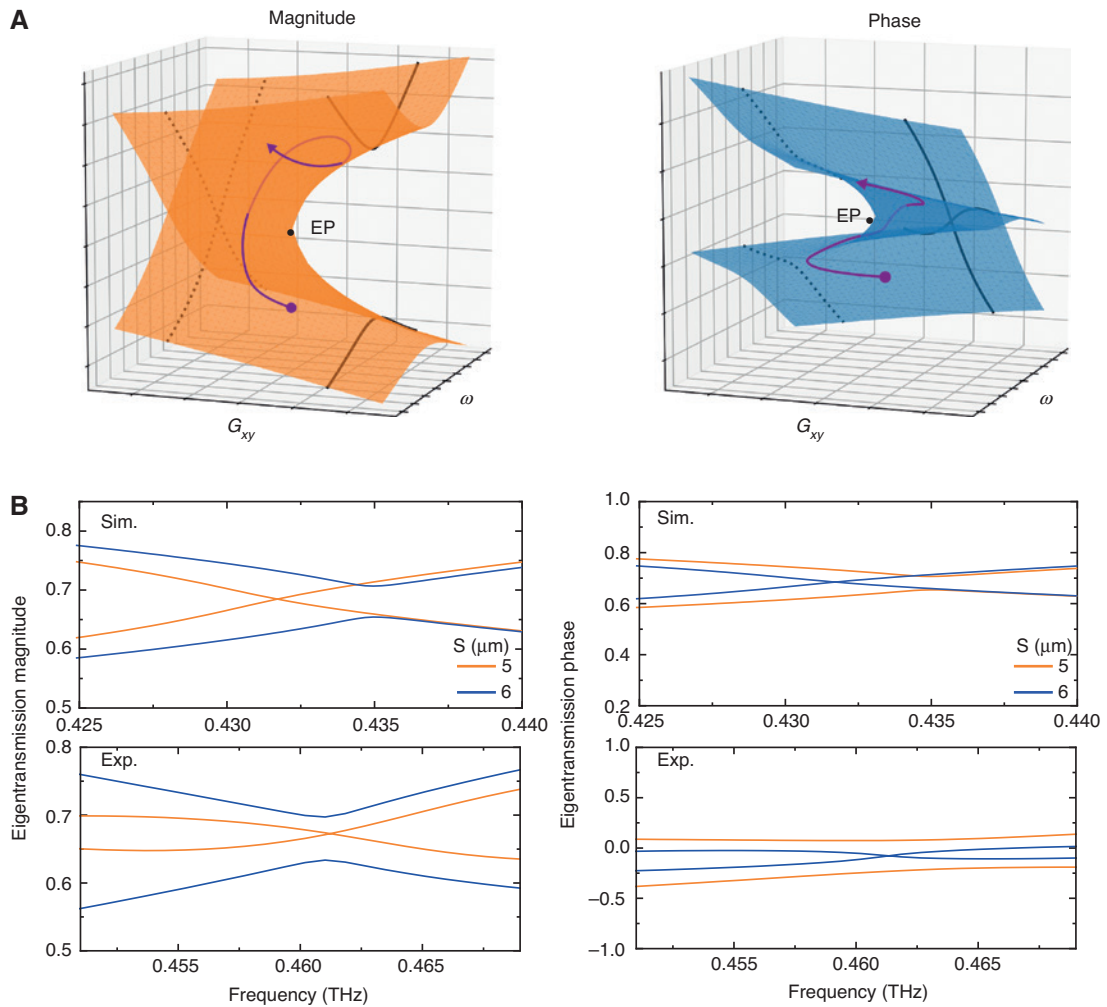 A
Magnitude
Phase
EP
EP
ω
ω
G_xy
G_xy
B
Sim.
0.8
0.7
0.6
0.5
S (μm)
5
6
0.425
0.430
0.435
0.440
Eigentransmission magnitude
Exp.
0.8
0.7
0.6
0.5
0.455
0.460
0.465
Frequency (THz)
Sim.
1.0
0.8
0.6
0.4
0.2
S (μm)
5
6
0.425
0.430
0.435
0.440
Eigentransmission phase
Exp.
1.0
0.5
0.0
−0.5
−1.0
0.455
0.460
0.465
Frequency (THz)